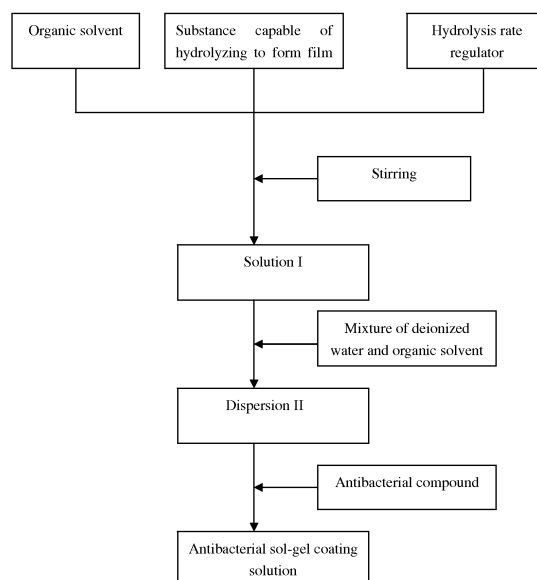 Organic solvent
Substance capable of
hydrolyzing to form film
Hydrolysis rate
regulator
Stirring
Solution I
Mixture of deionized
water and organic solvent
Dispersion II
Antibacterial compound
Antibacterial sol-gel coating
solution